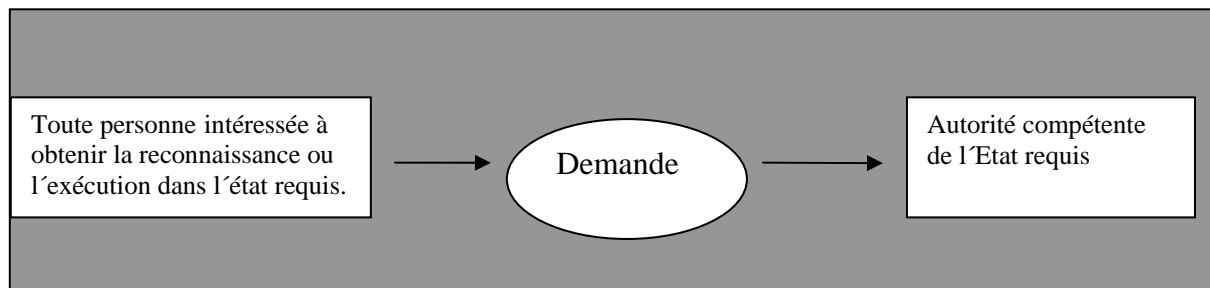 Toute personne intéressée à
obtenir la reconnaissance ou
l´exécution dans l´état requis.
Demande
Autorité compétente
de l´Etat requis